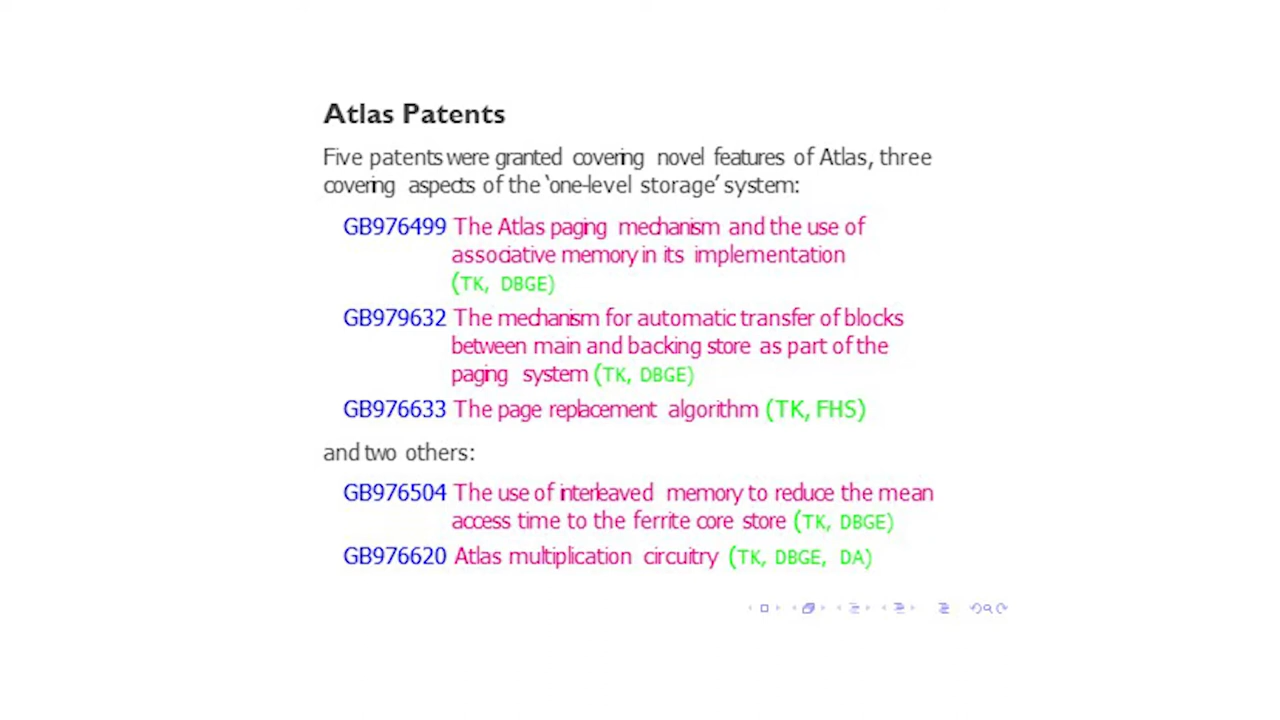 Atlas Patents
Five patents were granted covering novel features of Atlas, three
covering aspects of the ‘one-level storage’ system:
GB976499 The Atlas paging mechanism and the use of
associative memory in its implementation
(TK, DBGE)
GB979632 The mechanism for automatic transfer of blocks
between main and backing store as part of the
paging system (TK, DBGE)
GB976633 The page replacement algorithm (TK, FHS)
and two others:
GB976504 The use of interleaved memory to reduce the mean
access time to the ferrite core store (TK, DBGE)
GB976620 Atlas multiplication circuitry (TK, DBGE, DA)